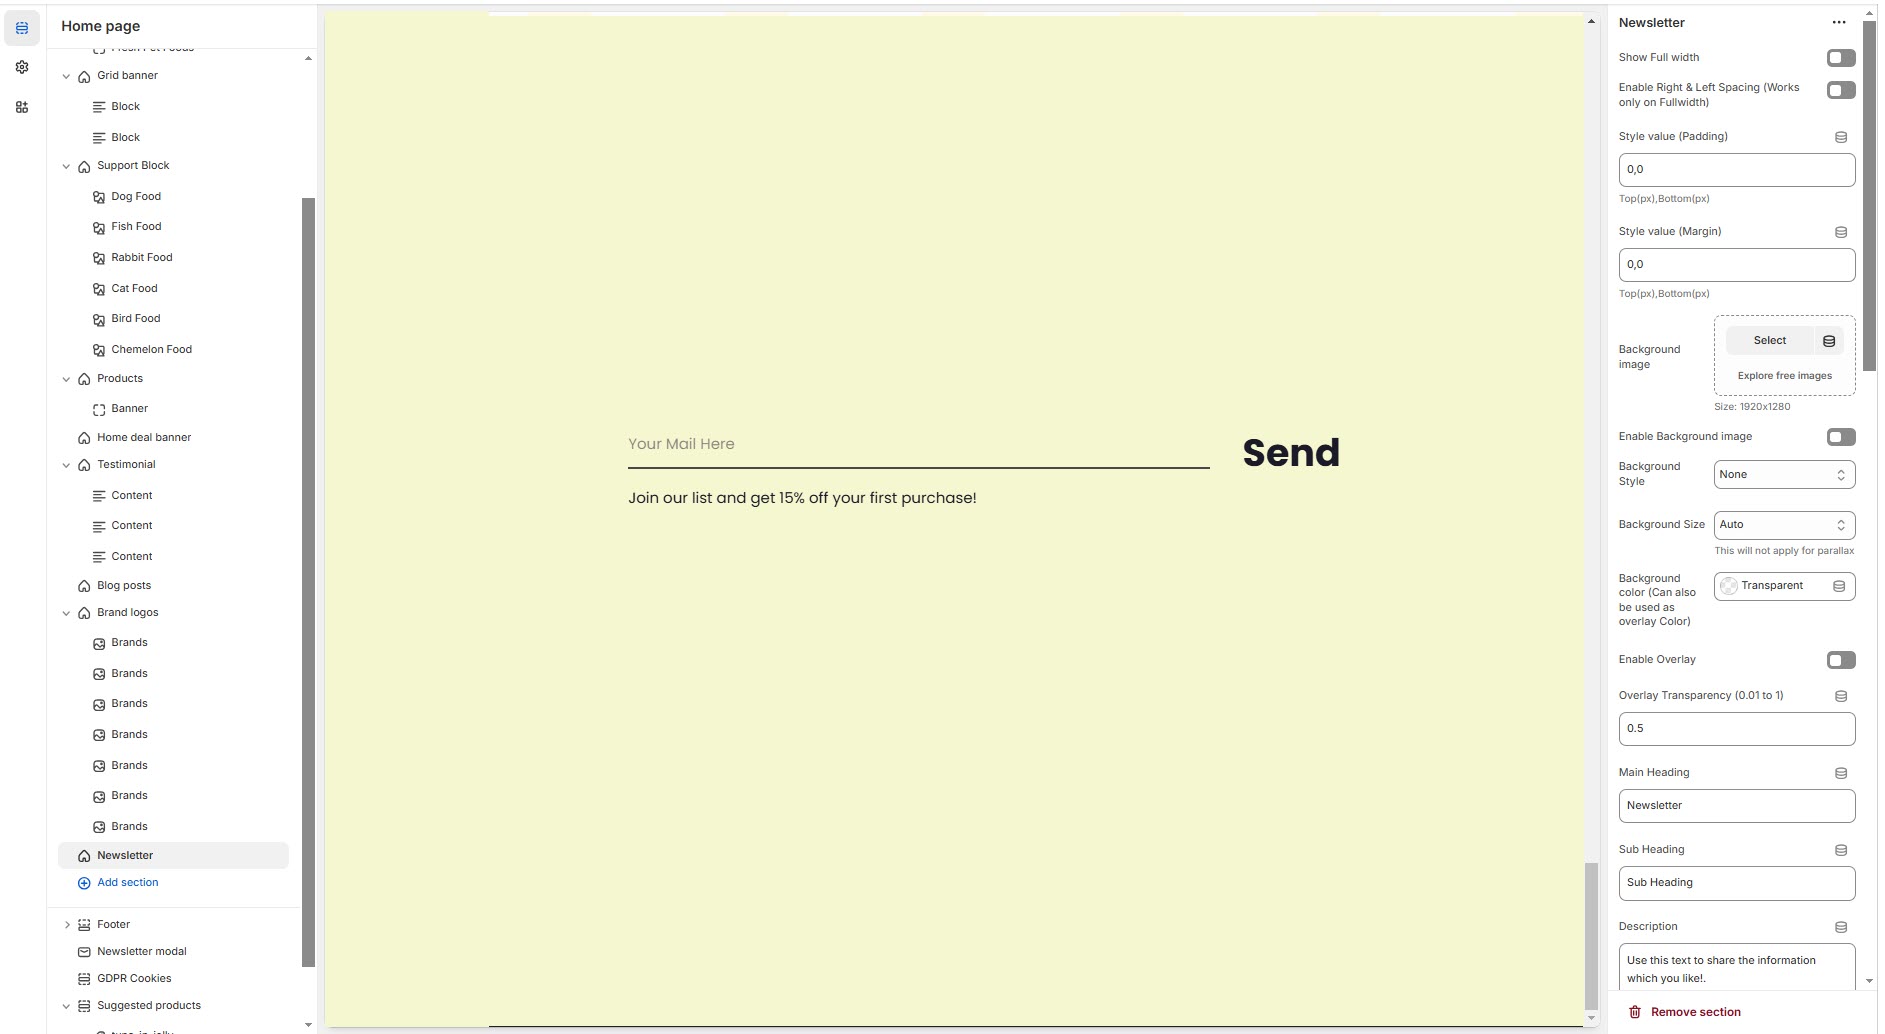 Home page
Fresh Pet Foods
Grid banner
Block
Block
Support Block
Dog Food
Fish Food
Rabbit Food
Cat Food
Bird Food
Chemelon Food
Products
Banner
Home deal banner
Testimonial
Content
Content
Content
Blog posts
Brand logos
Brands
Brands
Brands
Brands
Brands
Brands
Brands
Newsletter
Add section
Footer
Newsletter modal
GDPR Cookies
Suggested products
Your Mail Here
Send
Join our list and get 15% off your first purchase!
Newsletter
Show Full width
Enable Right & Left Spacing (Works
only on Fullwidth)
Style value (Padding)
0,0
Top(px),Bottom(px)
Style value (Margin)
0,0
Top(px),Bottom(px)
Background
image
Select
Explore free images
Size: 1920x1280
Enable Background image
Background
Style
None
Background Size
Auto
This will not apply for parallax
Background
color (Can also
be used as
overlay Color)
Transparent
Enable Overlay
Overlay Transparency (0.01 to 1)
0.5
Main Heading
Newsletter
Sub Heading
Sub Heading
Description
Use this text to share the information
which you like!.
Remove section